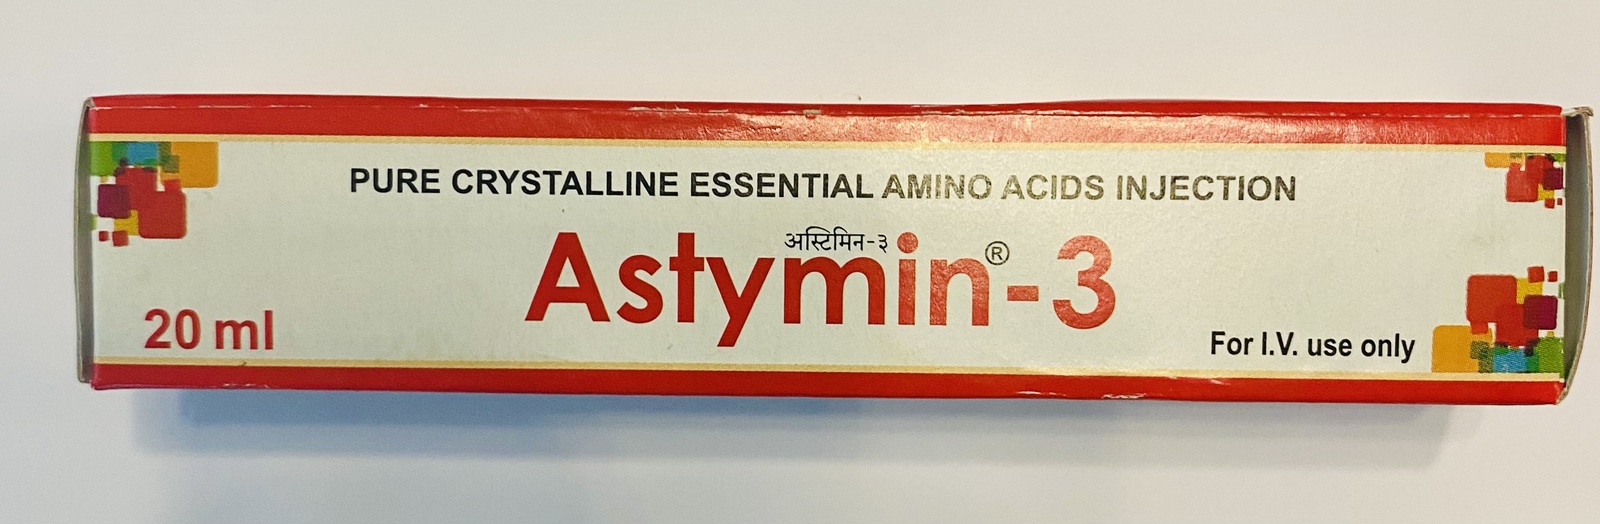 PURE CRYSTALLINE ESSENTIAL AMINO ACIDS INJECTION
अस्टिमिन-३
Astymin®-3
20 ml
For I.V. use only